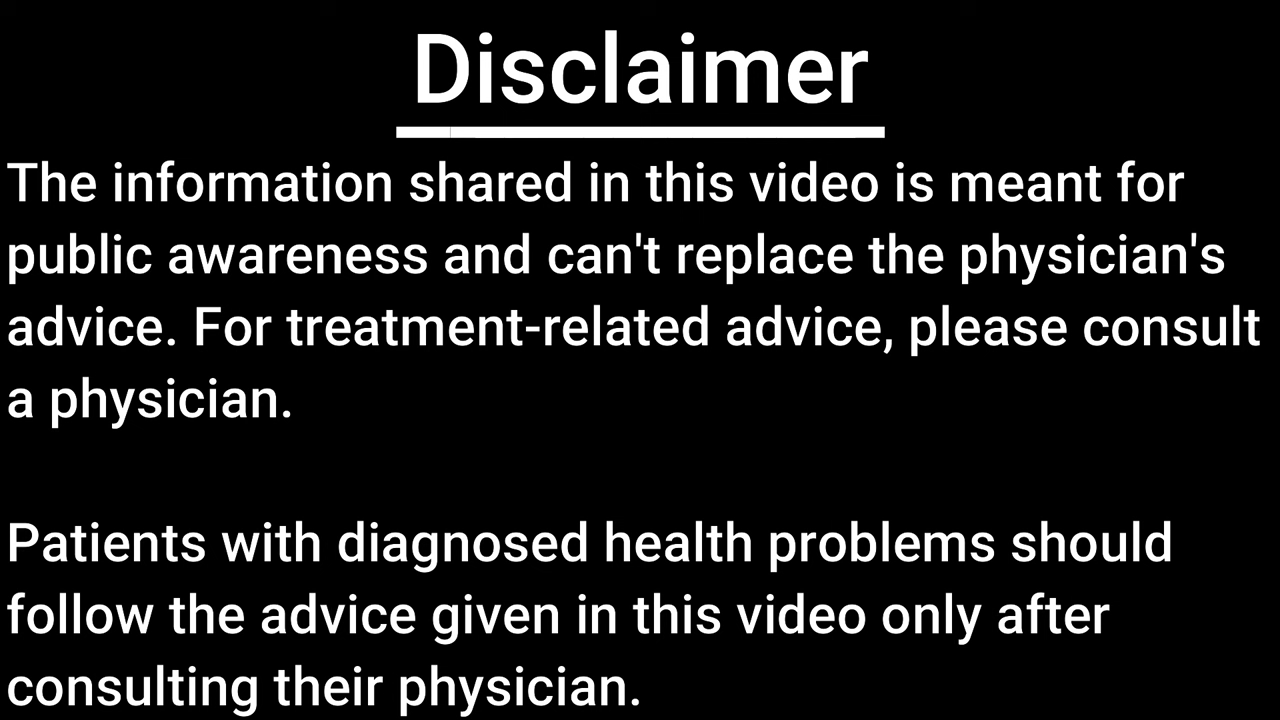 Disclaimer
The information shared in this video is meant for
public awareness and can't replace the physician's
advice. For treatment-related advice, please consult
a physician.
Patients with diagnosed health problems should
follow the advice given in this video only after
consulting their physician.